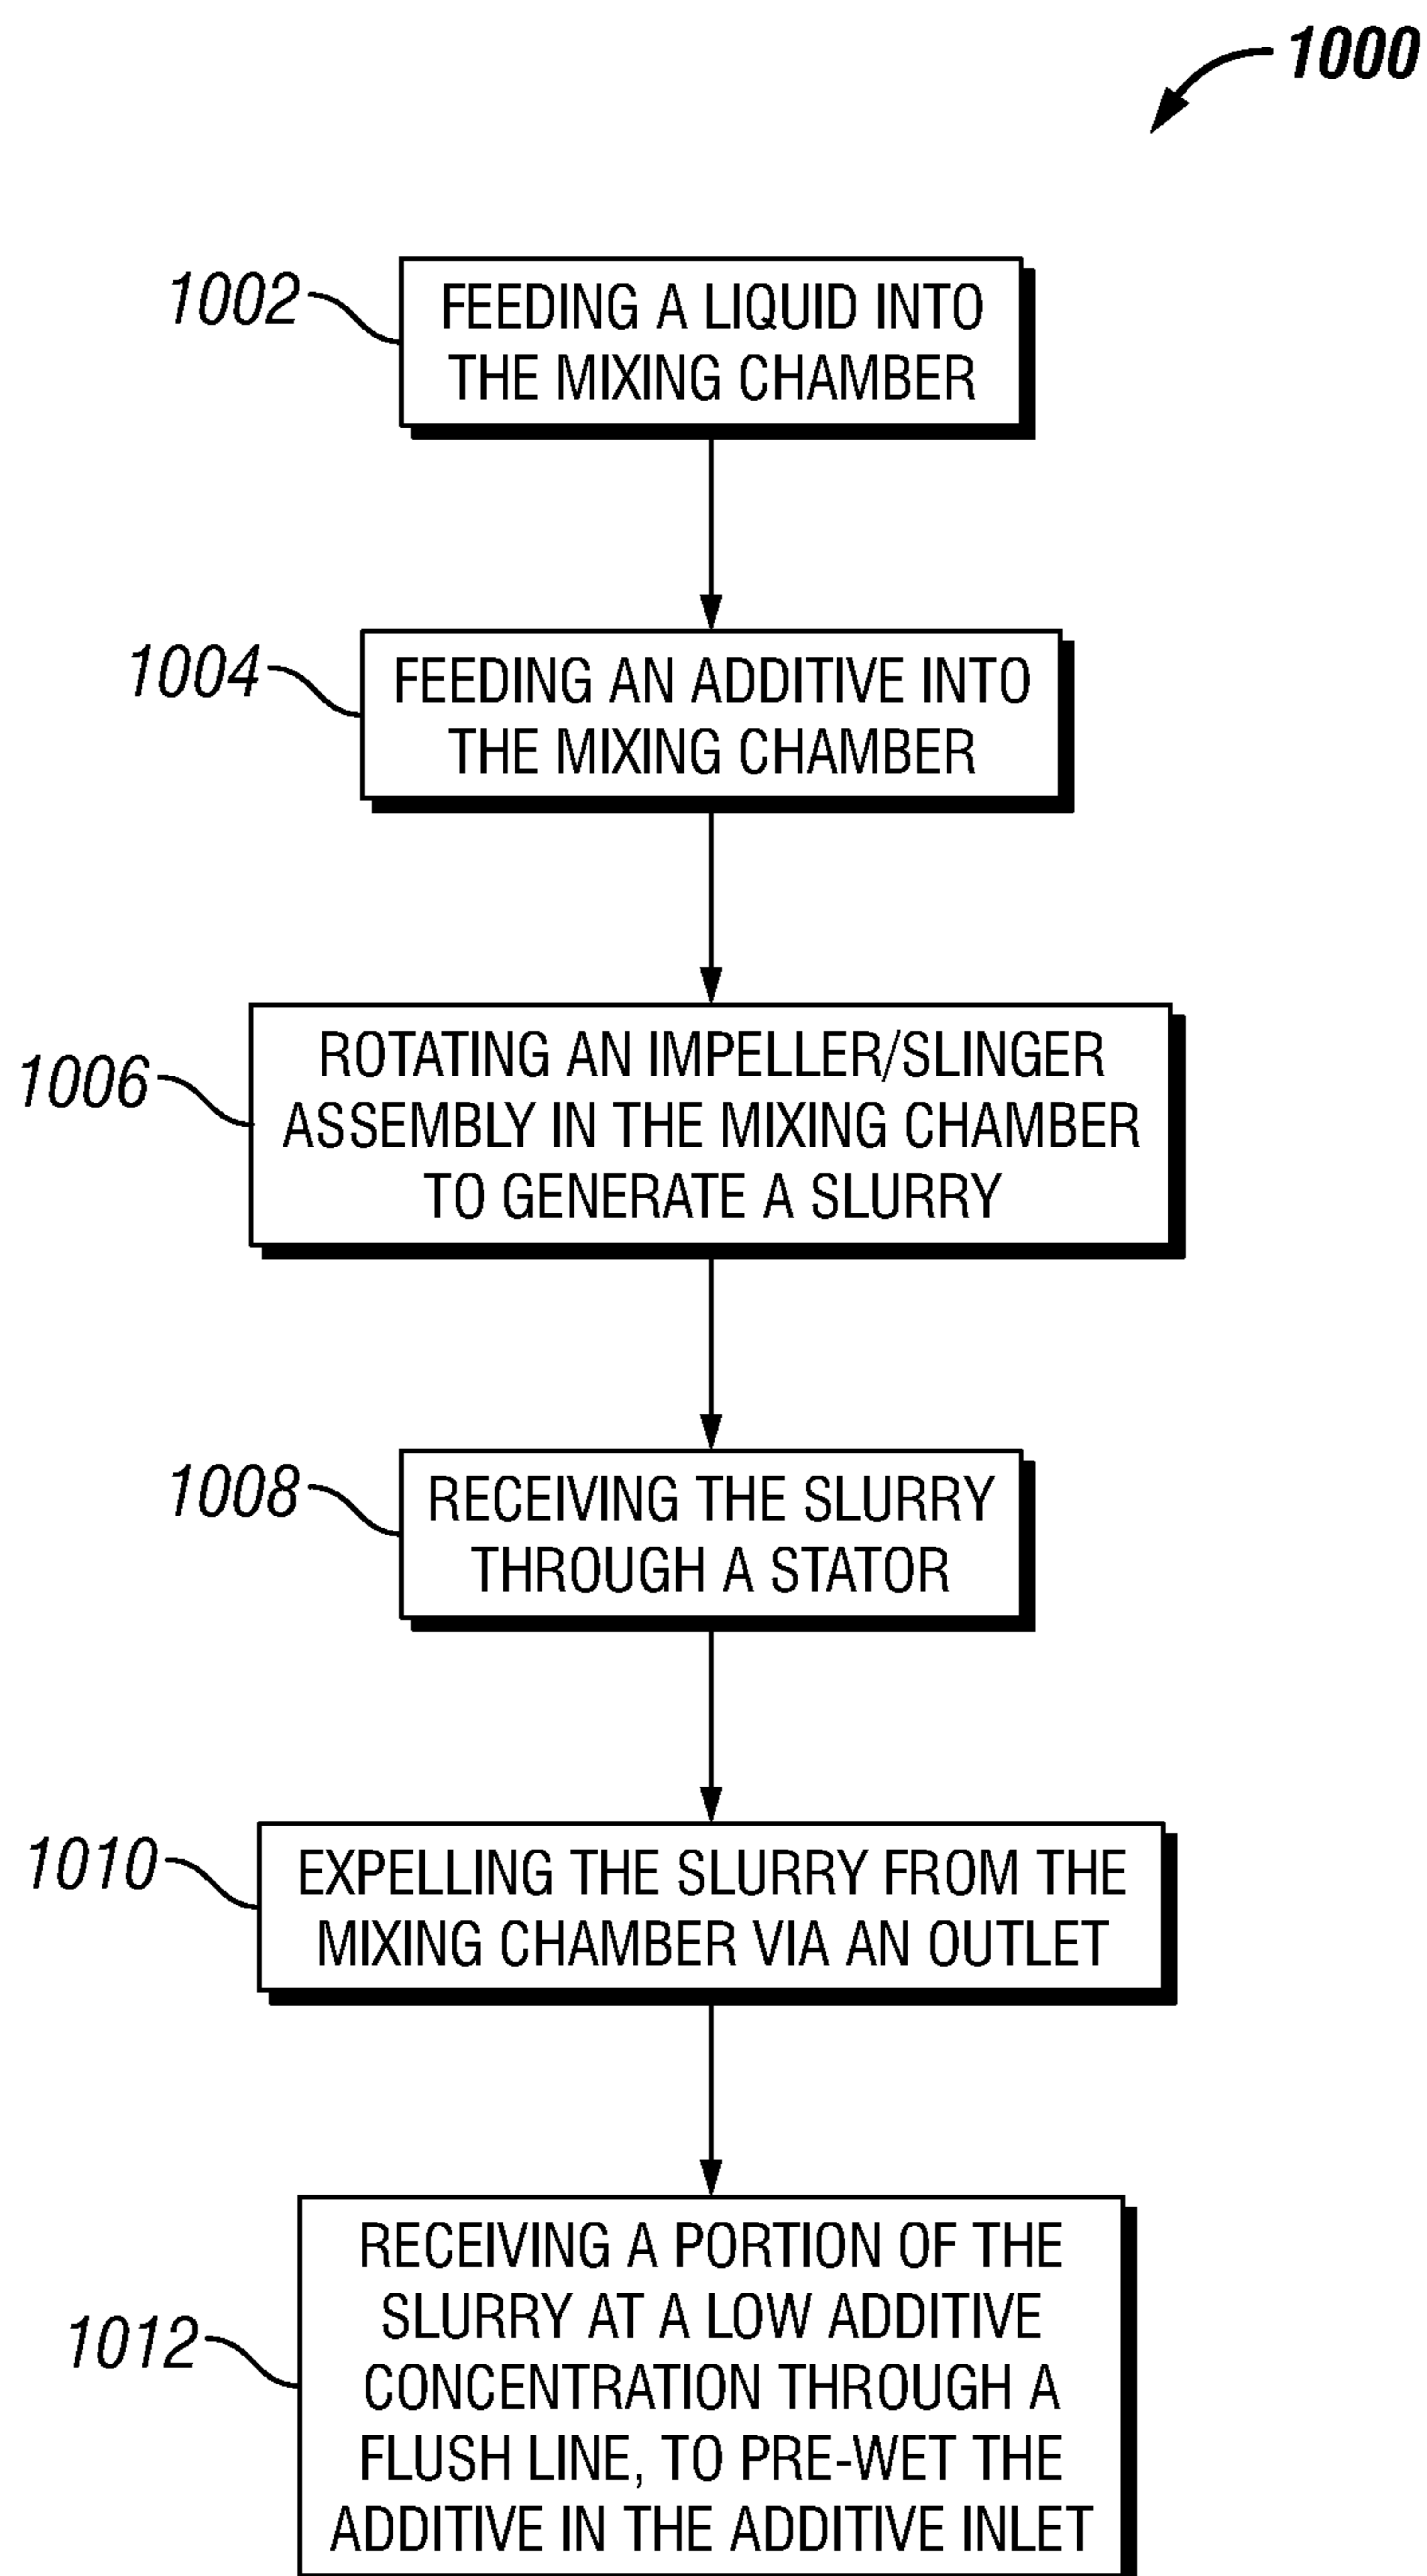 1000
1002
FEEDING A LIQUID INTO
THE MIXING CHAMBER
1004
FEEDING AN ADDITIVE INTO
THE MIXING CHAMBER
1006
ROTATING AN IMPELLER/SLINGER
ASSEMBLY IN THE MIXING CHAMBER
TO GENERATE A SLURRY
1008
RECEIVING THE SLURRY
THROUGH A STATOR
1010
EXPELLING THE SLURRY FROM THE
MIXING CHAMBER VIA AN OUTLET
1012
RECEIVING A PORTION OF THE
SLURRY AT A LOW ADDITIVE
CONCENTRATION THROUGH A
FLUSH LINE, TO PRE-WET THE
ADDITIVE IN THE ADDITIVE INLET